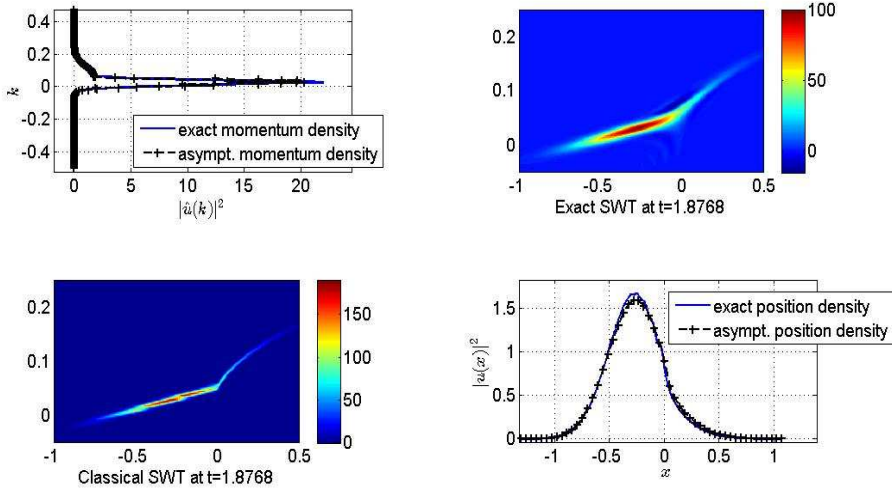 0.4
0.2
0
-0.2
-0.4
k
0 5 10 15 20
|û(k)|²
exact momentum density
asympt. momentum density
0.2
0.1
0
-1 -0.5 0 0.5
Exact SWT at t=1.8768
100
50
0
0.2
0.1
0
-1 -0.5 0 0.5
Classical SWT at t=1.8768
150
100
50
0
1.5
1
0.5
0
|u(x)|²
-1 -0.5 0 0.5 1
x
exact position density
asympt. position density